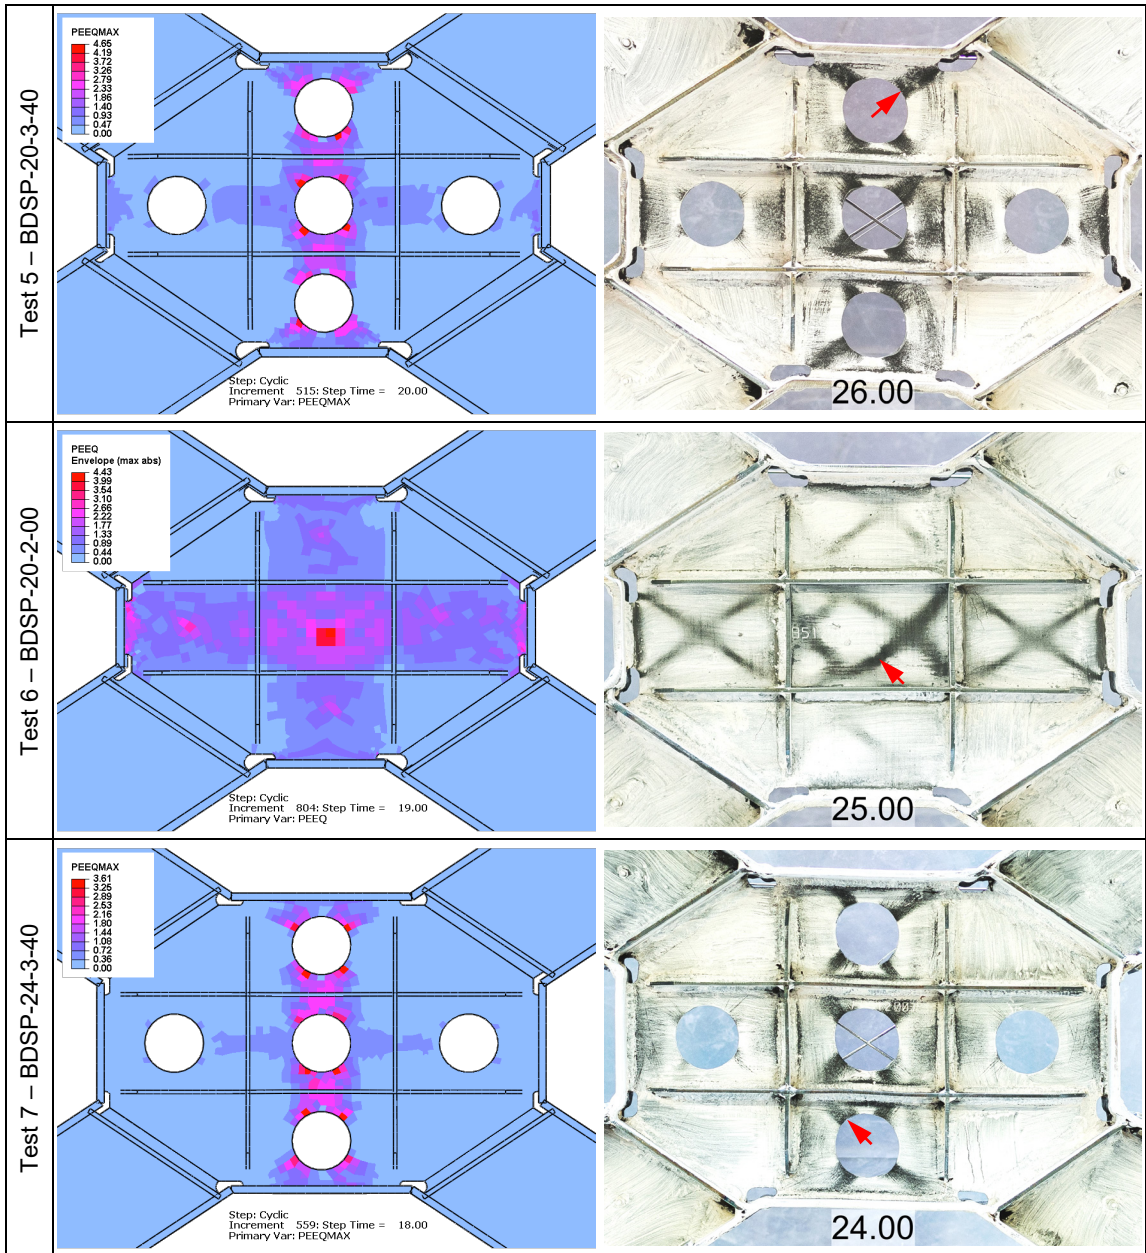 Test 5 – BDSP-20-3-40
PEEQMAX
4.65
4.19
3.72
3.26
2.79
2.33
1.86
1.40
0.93
0.47
0.00
Step: Cyclic
Increment 515: Step Time = 20.00
Primary Var: PEEQMAX
26.00
Test 6 – BDSP-20-2-00
PEEQ
Envelope (max abs)
4.43
3.99
3.54
3.10
2.66
2.22
1.77
1.33
0.89
0.44
0.00
Step: Cyclic
Increment 804: Step Time = 19.00
Primary Var: PEEQ
25.00
Test 7 – BDSP-24-3-40
PEEQMAX
3.61
3.25
2.89
2.53
2.16
1.80
1.44
1.08
0.72
0.36
0.00
Step: Cyclic
Increment 559: Step Time = 18.00
Primary Var: PEEQMAX
24.00